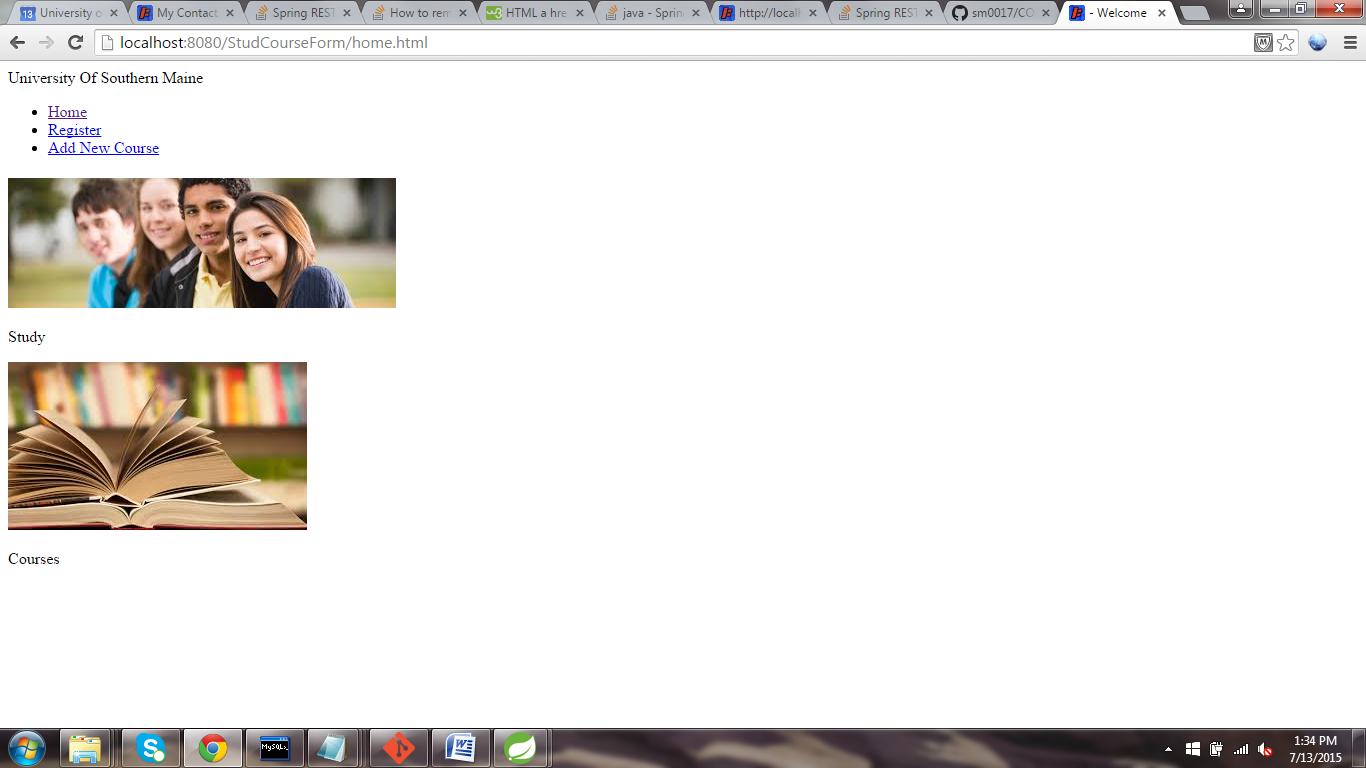 University o
My Contact
Spring REST
How to rem
HTML a hre
java - Sprin
http://local
Spring REST
sm0017/CO
- Welcome
localhost:8080/StudCourseForm/home.html
University Of Southern Maine
Home
Register
Add New Course
Study
Courses
MySQL
1:34 PM
7/13/2015